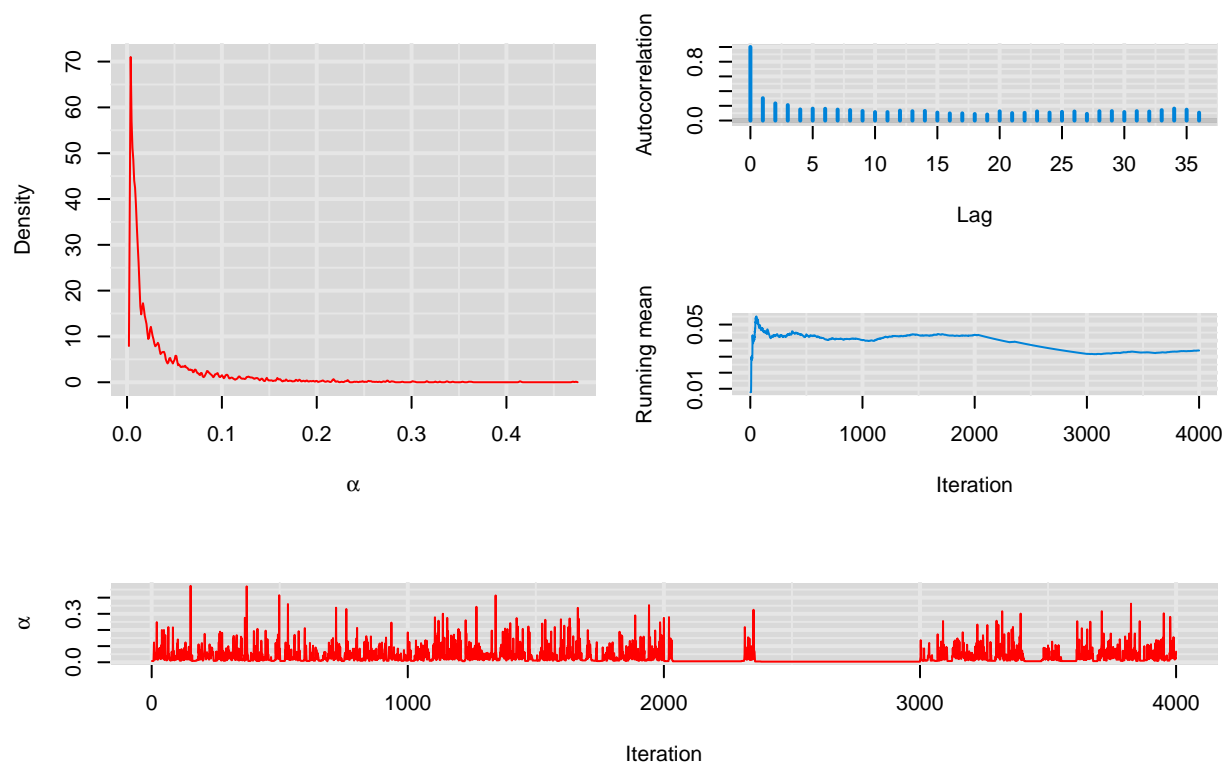 Density
70
60
50
40
30
20
10
0
0.0 0.1 0.2 0.3 0.4
α
Autocorrelation
0.8
0.0
0 5 10 15 20 25 30 35
Lag
Running mean
0.05
0.01
0 1000 2000 3000 4000
Iteration
α
0.3
0.0
0 1000 2000 3000 4000
Iteration